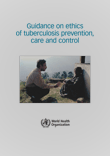 Guidance on ethics
of tuberculosis prevention,
care and control
World Health
Organization